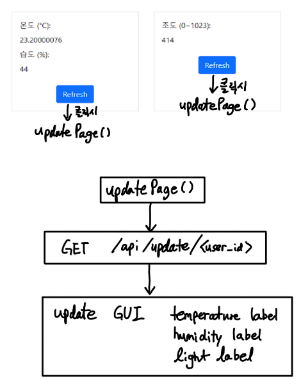 온도 (°C):
23.20000076
습도 (%):
44
Refresh
↓ 클릭시
updatePage()
조도 (0~1023):
414
Refresh
↓ 클릭시
updatePage()
updatePage()
GET /api/update/<user_id>
update GUI temperature label
humidity label
light label